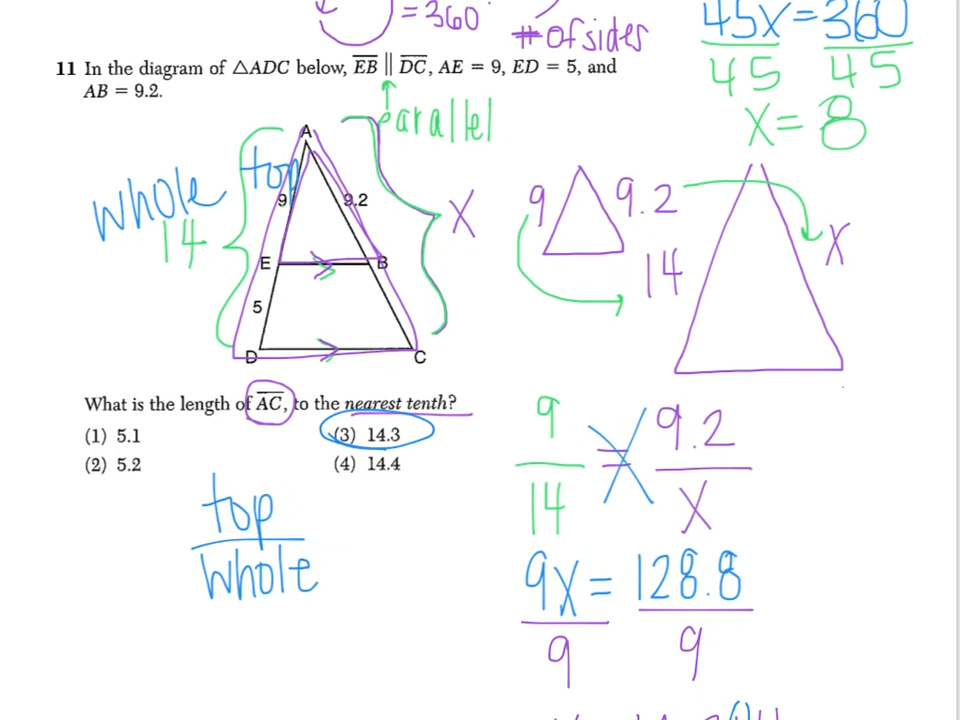 = 360
# of sides
45x = 360
45 45
x = 8
11 In the diagram of △ADC below, EB || DC, AE = 9, ED = 5, and
AB = 9.2.
parallel
A
whole
14
top
9
9.2
x
E
B
5
D
C
9
9.2
14
x
What is the length of AC, to the nearest tenth?
(1) 5.1
(3) 14.3
(2) 5.2
(4) 14.4
top
whole
9 = 9.2
14 x
9x = 128.8
9 9